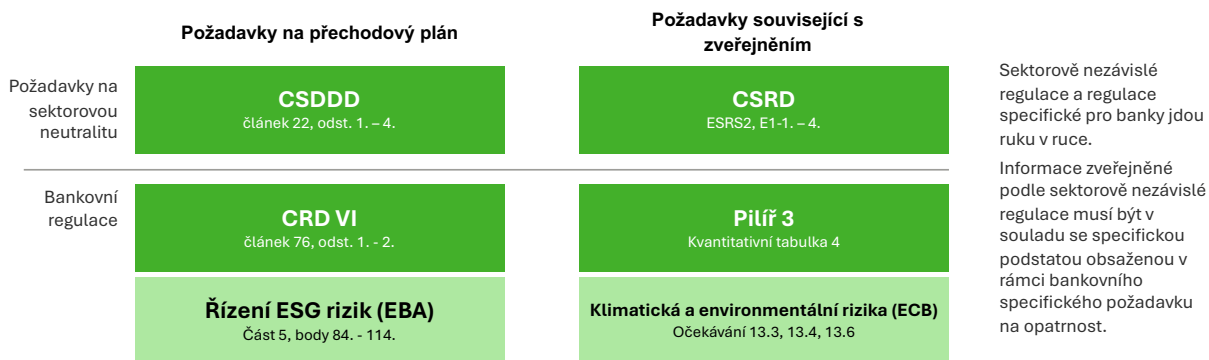 Požadavky na přechodový plán
Požadavky související s
zveřejněním
Požadavky na
sektorovou
neutralitu
CSDDD
článek 22, odst. 1. – 4.
CSRD
ESRS2, E1-1. – 4.
Sektorově nezávislé
regulace a regulace
specifické pro banky jdou
ruku v ruce.
Bankovní
regulace
CRD VI
článek 76, odst. 1. - 2.
Pilíř 3
Kvantitativní tabulka 4
Informace zveřejněné
podle sektorově nezávislé
regulace musí být v
souladu se specifickou
podstatou obsaženou v
rámci bankovního
specifického požadavku
na opatrnost.
Řízení ESG rizik (EBA)
Část 5, body 84. - 114.
Klimatická a environmentální rizika (ECB)
Očekávání 13.3, 13.4, 13.6